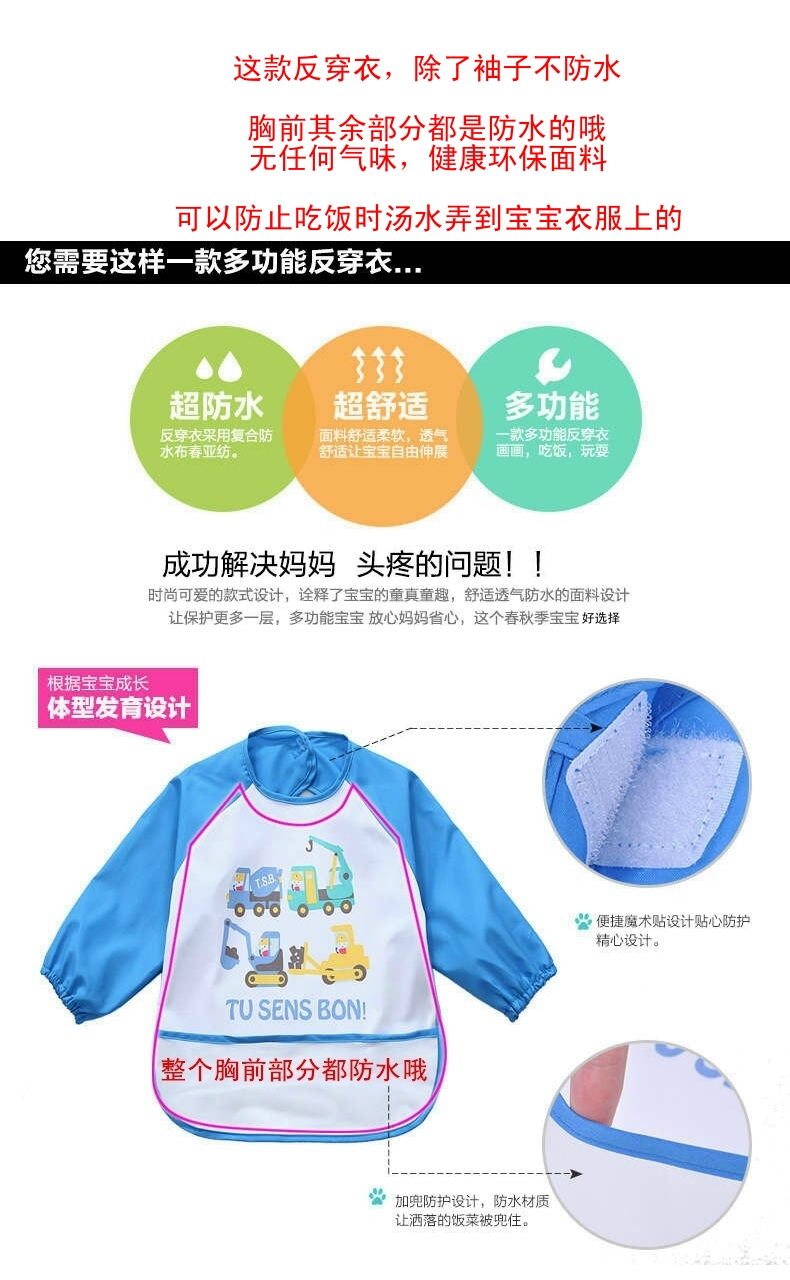 这款反穿衣，除了袖子不防水
胸前其余部分都是防水的哦
无任何气味，健康环保面料
可以防止吃饭时汤水弄到宝宝衣服上的
您需要这样一款多功能反穿衣...
超防水
反穿衣采用复合防
水布春亚纺。
超舒适
面料舒适柔软，透气
舒适让宝宝自由伸展
多功能
一款多功能反穿衣
画画，吃饭，玩耍
成功解决妈妈 头疼的问题！！
时尚可爱的款式设计，诠释了宝宝的童真童趣，舒适透气防水的面料设计
让保护更多一层，多功能宝宝 放心妈妈省心，这个春秋季宝宝 好选择
根据宝宝成长
体型发育设计
T.S.B.
TU SENS BON!
整个胸前部分都防水哦
便捷魔术贴设计贴心防护
精心设计。
加兜防护设计，防水材质
让洒落的饭菜被兜住。